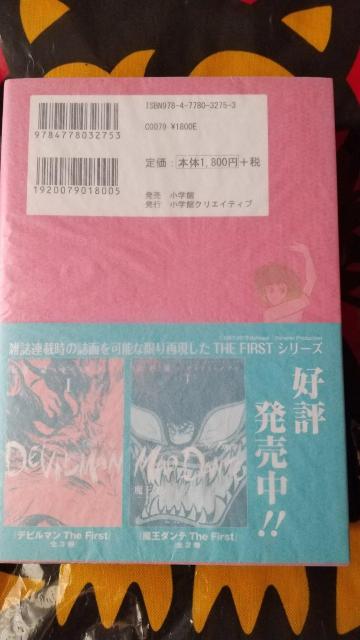 ISBN978-4-7780-3275-3
C0079 ¥1800E
9784778032753
定価：本体1,800円+税
1920079018005
発売 小学館
発行 小学館クリエイティブ
雑誌連載時の誌面を可能な限り再現したTHE FIRSTシリーズ
好評
発売中!!
I
DEVILMAN
I
魔王
『デビルマン The First』
全3巻
『魔王ダンテ The First』
全2巻